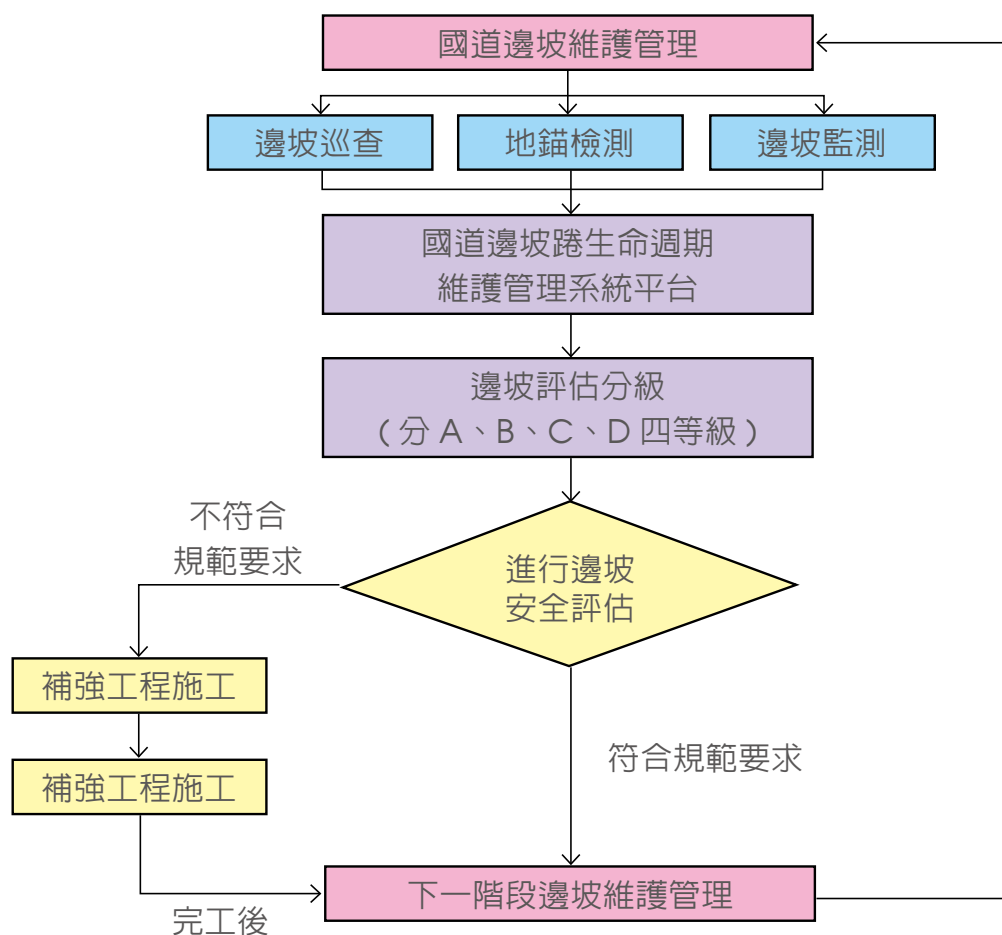 國道邊坡維護管理
邊坡巡查
地錨檢測
邊坡監測
國道邊坡踡生命週期
維護管理系統平台
邊坡評估分級
(分 A、B、C、D 四等級)
不符合
規範要求
進行邊坡
安全評估
補強工程施工
補強工程施工
符合規範要求
下一階段邊坡維護管理
完工後